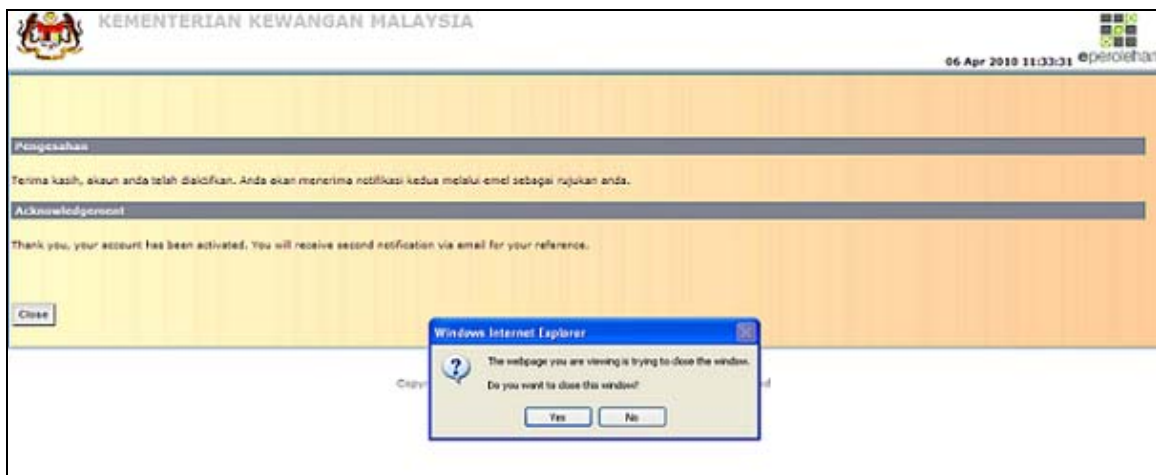 KEMENTERIAN KEWANGAN MALAYSIA
06 Apr 2010 11:33:31 eperolehan
Pengesahan
Terima kasih, akaun anda telah diaktifkan. Anda akan menerima notifikasi kedua melalui emel sebagai rujukan anda.
Acknowledgement
Thank you, your account has been activated. You will receive second notification via email for your reference.
Close
Windows Internet Explorer
The webpage you are viewing is trying to close the window.
Do you want to close this window?
Yes No